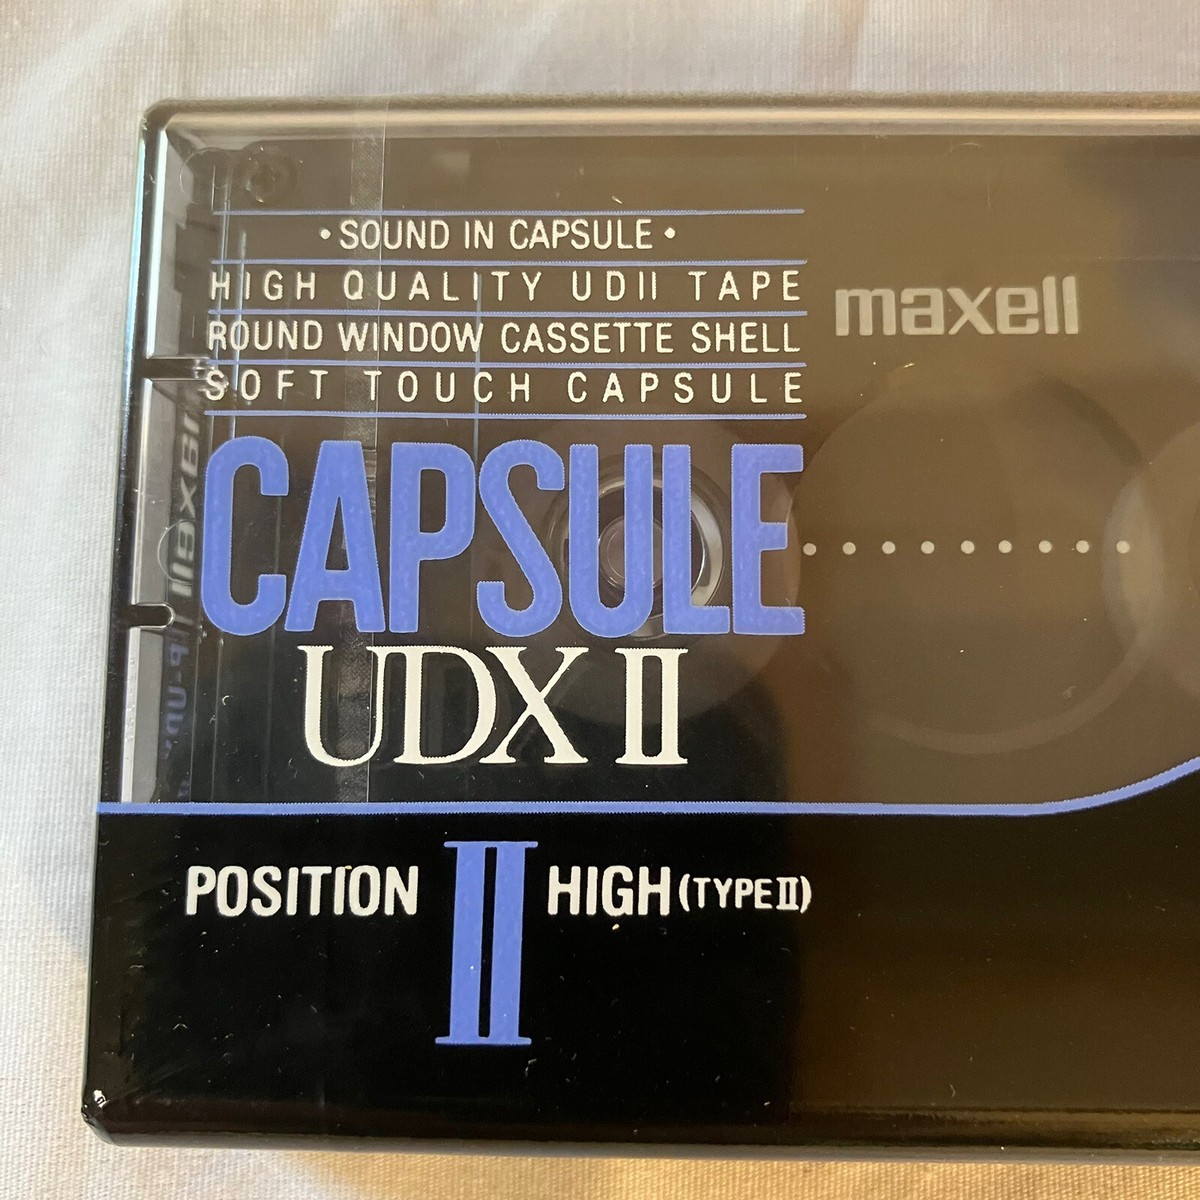 • SOUND IN CAPSULE •
HIGH QUALITY UDII TAPE
ROUND WINDOW CASSETTE SHELL
SOFT TOUCH CAPSULE
maxell
CAPSULE
UDX II
POSITION II HIGH (TYPE II)
maxell